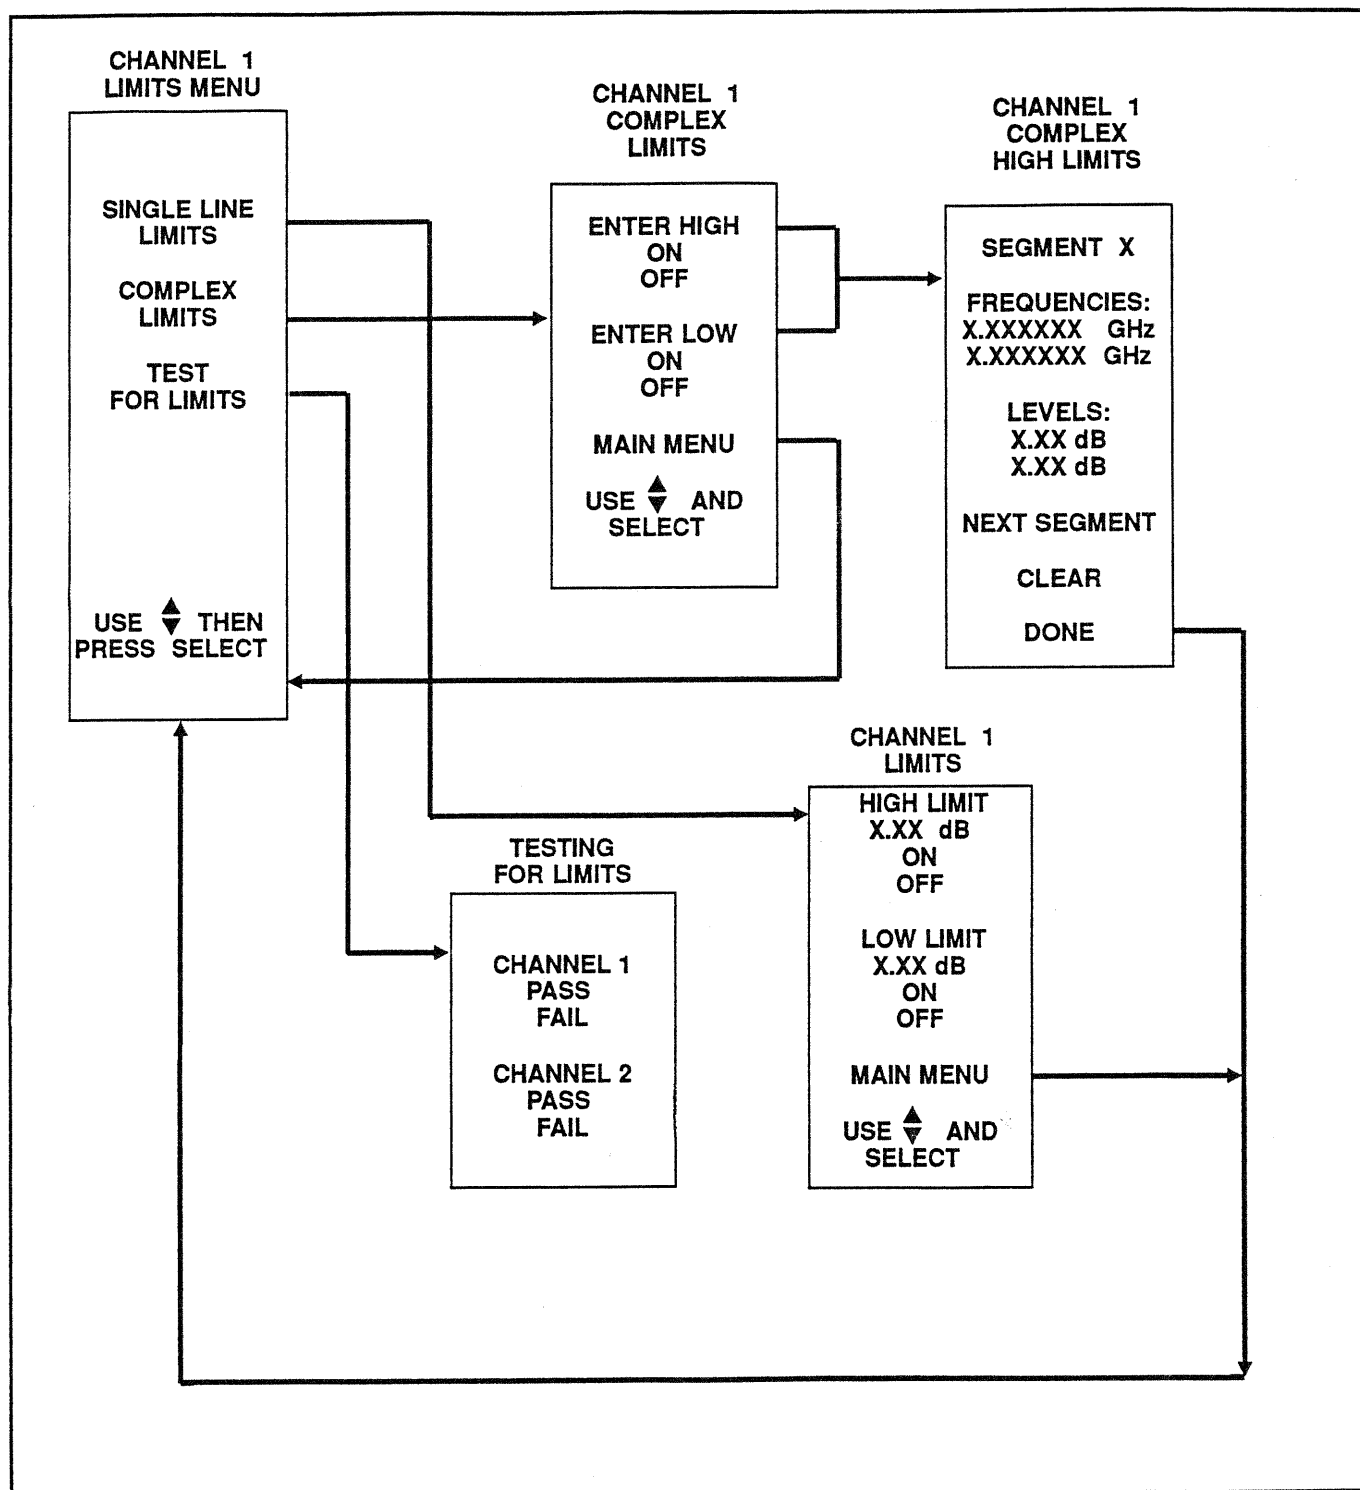 CHANNEL 1
LIMITS MENU
SINGLE LINE
LIMITS
COMPLEX
LIMITS
TEST
FOR LIMITS
USE THEN
PRESS SELECT
CHANNEL 1
COMPLEX
LIMITS
ENTER HIGH
ON
OFF
ENTER LOW
ON
OFF
MAIN MENU
USE AND
SELECT
CHANNEL 1
COMPLEX
HIGH LIMITS
SEGMENT X
FREQUENCIES:
X.XXXXXX GHz
X.XXXXXX GHz
LEVELS:
X.XX dB
X.XX dB
NEXT SEGMENT
CLEAR
DONE
CHANNEL 1
LIMITS
HIGH LIMIT
X.XX dB
ON
OFF
LOW LIMIT
X.XX dB
ON
OFF
MAIN MENU
USE AND
SELECT
TESTING
FOR LIMITS
CHANNEL 1
PASS
FAIL
CHANNEL 2
PASS
FAIL